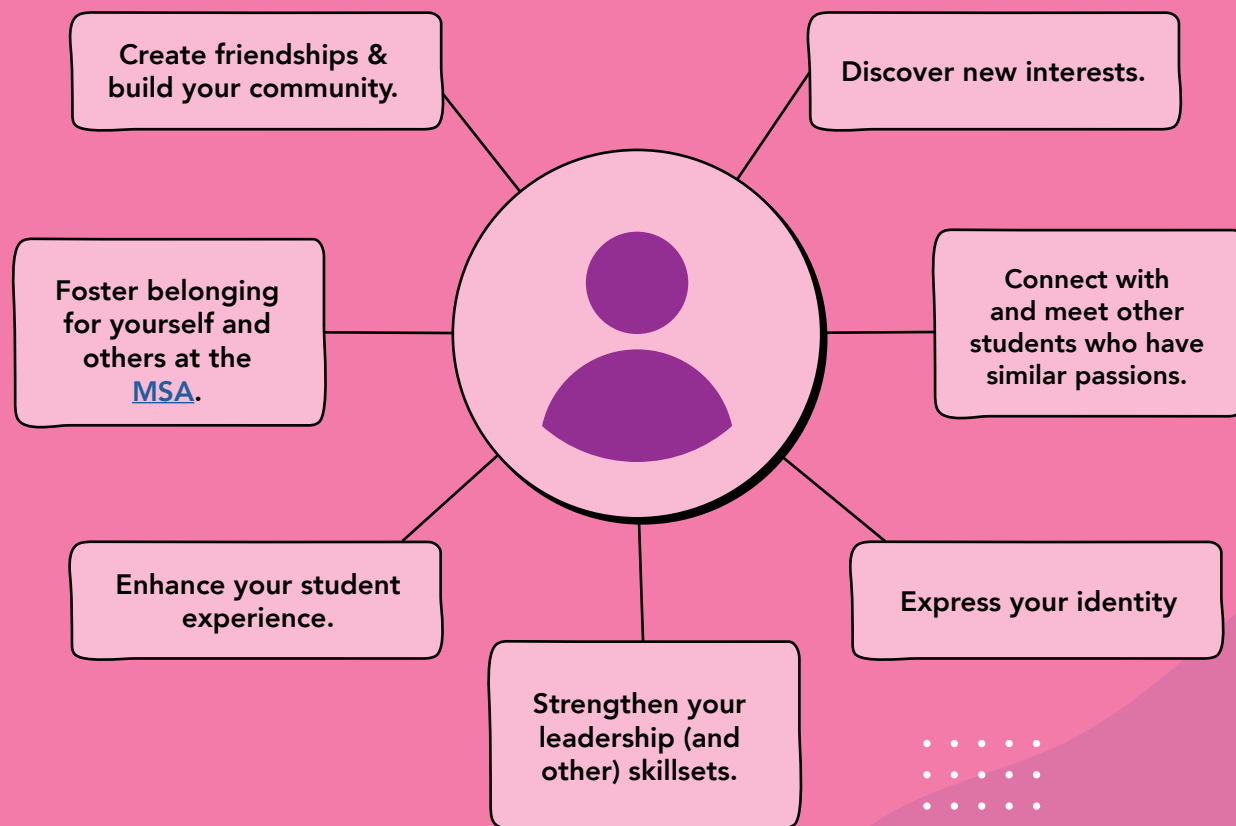 Create friendships &
build your community.
Discover new interests.
Foster belonging
for yourself and
others at the
MSA.
Connect with
and meet other
students who have
similar passions.
Enhance your student
experience.
Express your identity
Strengthen your
leadership (and
other) skillsets.